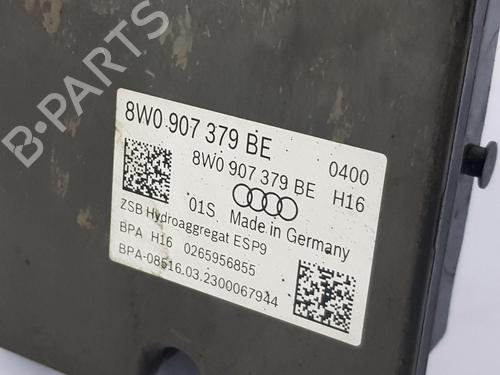 B-PARTS
8W0 907 379 BE 0400
8W0 907 379 BE H16
01S Made in Germany
ZSB Hydroaggregat ESP9
BPA H16 0265956855
BPA-08516.03.2300067944